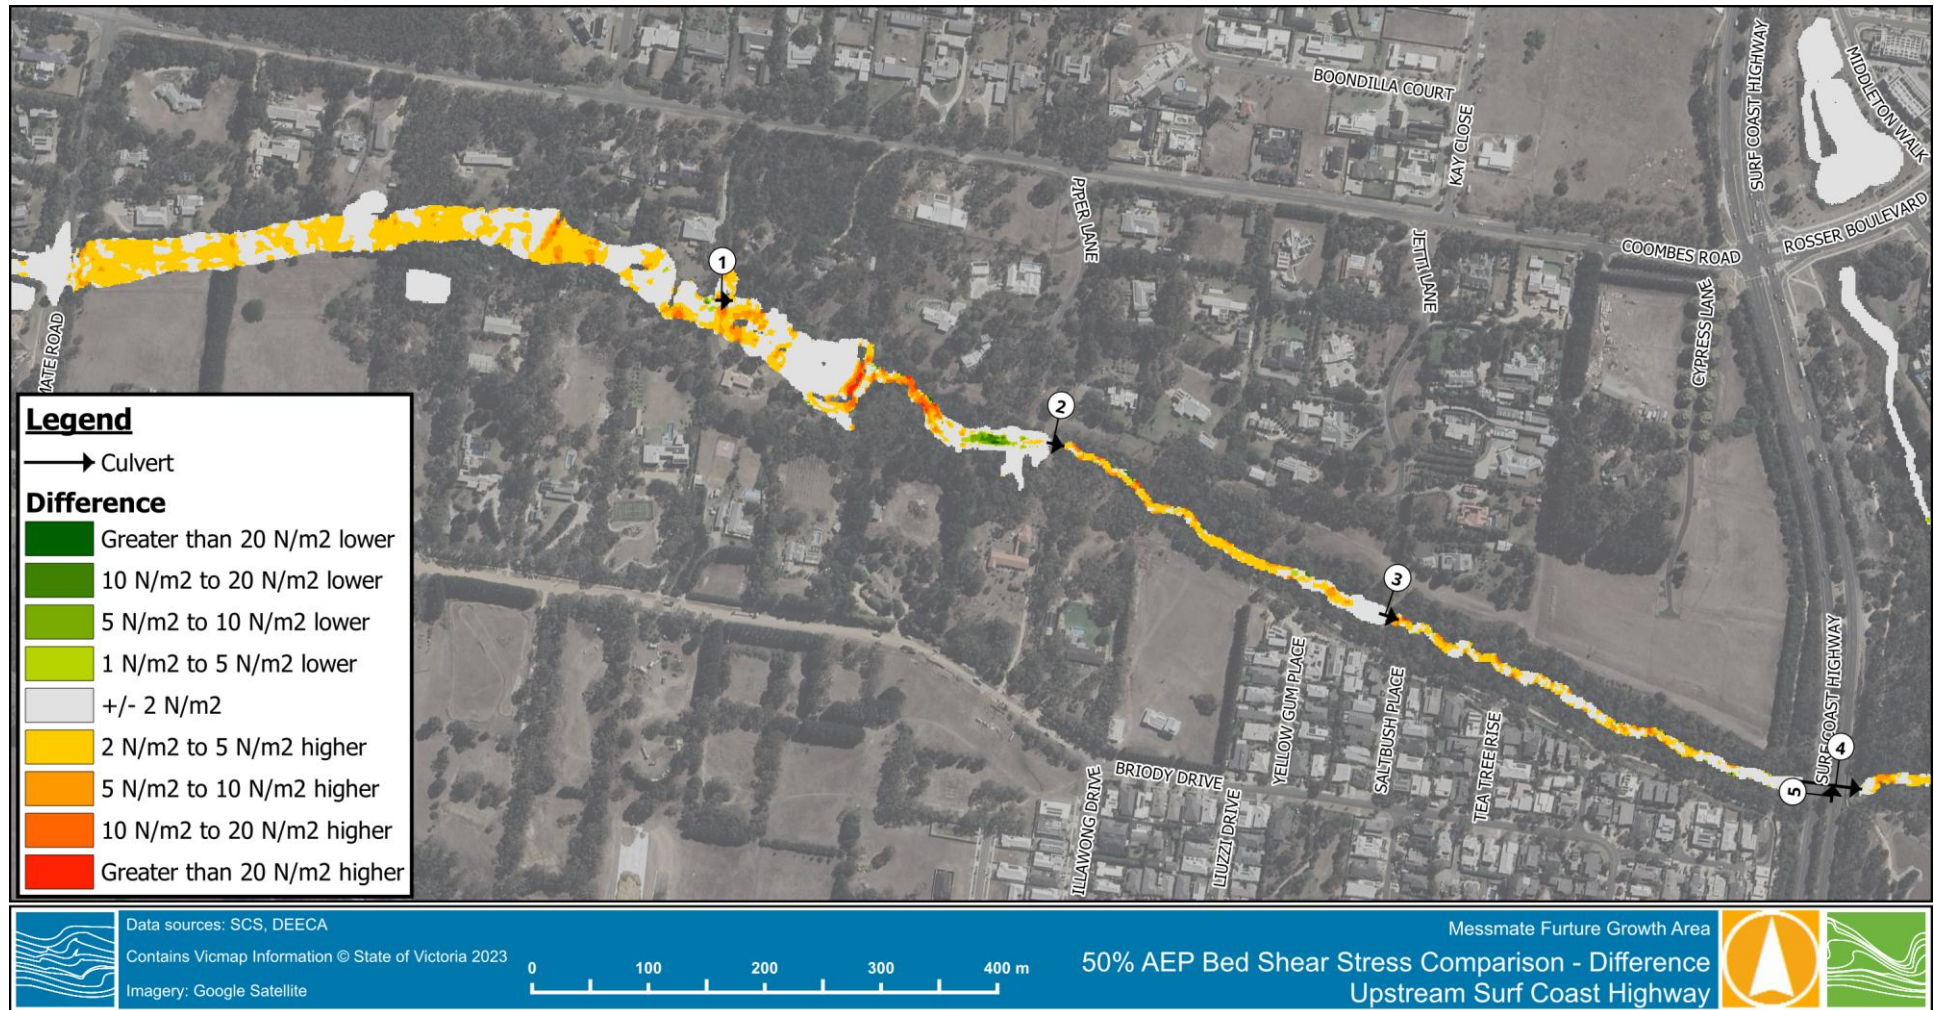 BOONDILLA COURT
KAY CLOSE
SURF COAST HIGHWAY
MIDDLETON WALK
ROSSER BOULEVARD
COOMBES ROAD
PIPER LANE
JETTI LANE
CYPRESS LANE
MATE ROAD
1
2
3
4
5
SURF COAST HIGHWAY
YELLOW GUM PLACE
SALTBUSH PLACE
TEA TREE RISE
BRIODY DRIVE
ILLAWONG DRIVE
LIUZZI DRIVE
Legend
Culvert
Difference
Greater than 20 N/m2 lower
10 N/m2 to 20 N/m2 lower
5 N/m2 to 10 N/m2 lower
1 N/m2 to 5 N/m2 lower
+/- 2 N/m2
2 N/m2 to 5 N/m2 higher
5 N/m2 to 10 N/m2 higher
10 N/m2 to 20 N/m2 higher
Greater than 20 N/m2 higher
Data sources: SCS, DEECA
Contains Vicmap Information © State of Victoria 2023
Imagery: Google Satellite
0 100 200 300 400 m
Messmate Furture Growth Area
50% AEP Bed Shear Stress Comparison - Difference
Upstream Surf Coast Highway